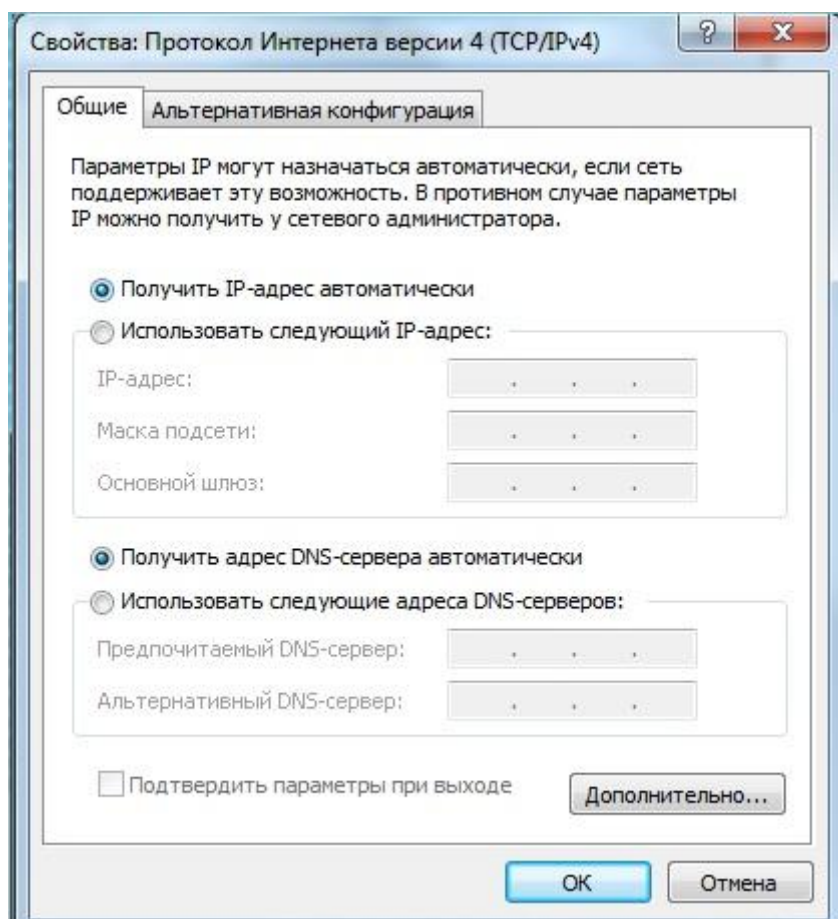 Свойства: Протокол Интернета версии 4 (TCP/IPv4)
?
Общие
Альтернативная конфигурация
Параметры IP могут назначаться автоматически, если сеть
поддерживает эту возможность. В противном случае параметры
IP можно получить у сетевого администратора.
Получить IP-адрес автоматически
Использовать следующий IP-адрес:
IP-адрес:
Маска подсети:
Основной шлюз:
Получить адрес DNS-сервера автоматически
Использовать следующие адреса DNS-серверов:
Предпочитаемый DNS-сервер:
Альтернативный DNS-сервер:
Подтвердить параметры при выходе
Дополнительно...
ОК
Отмена